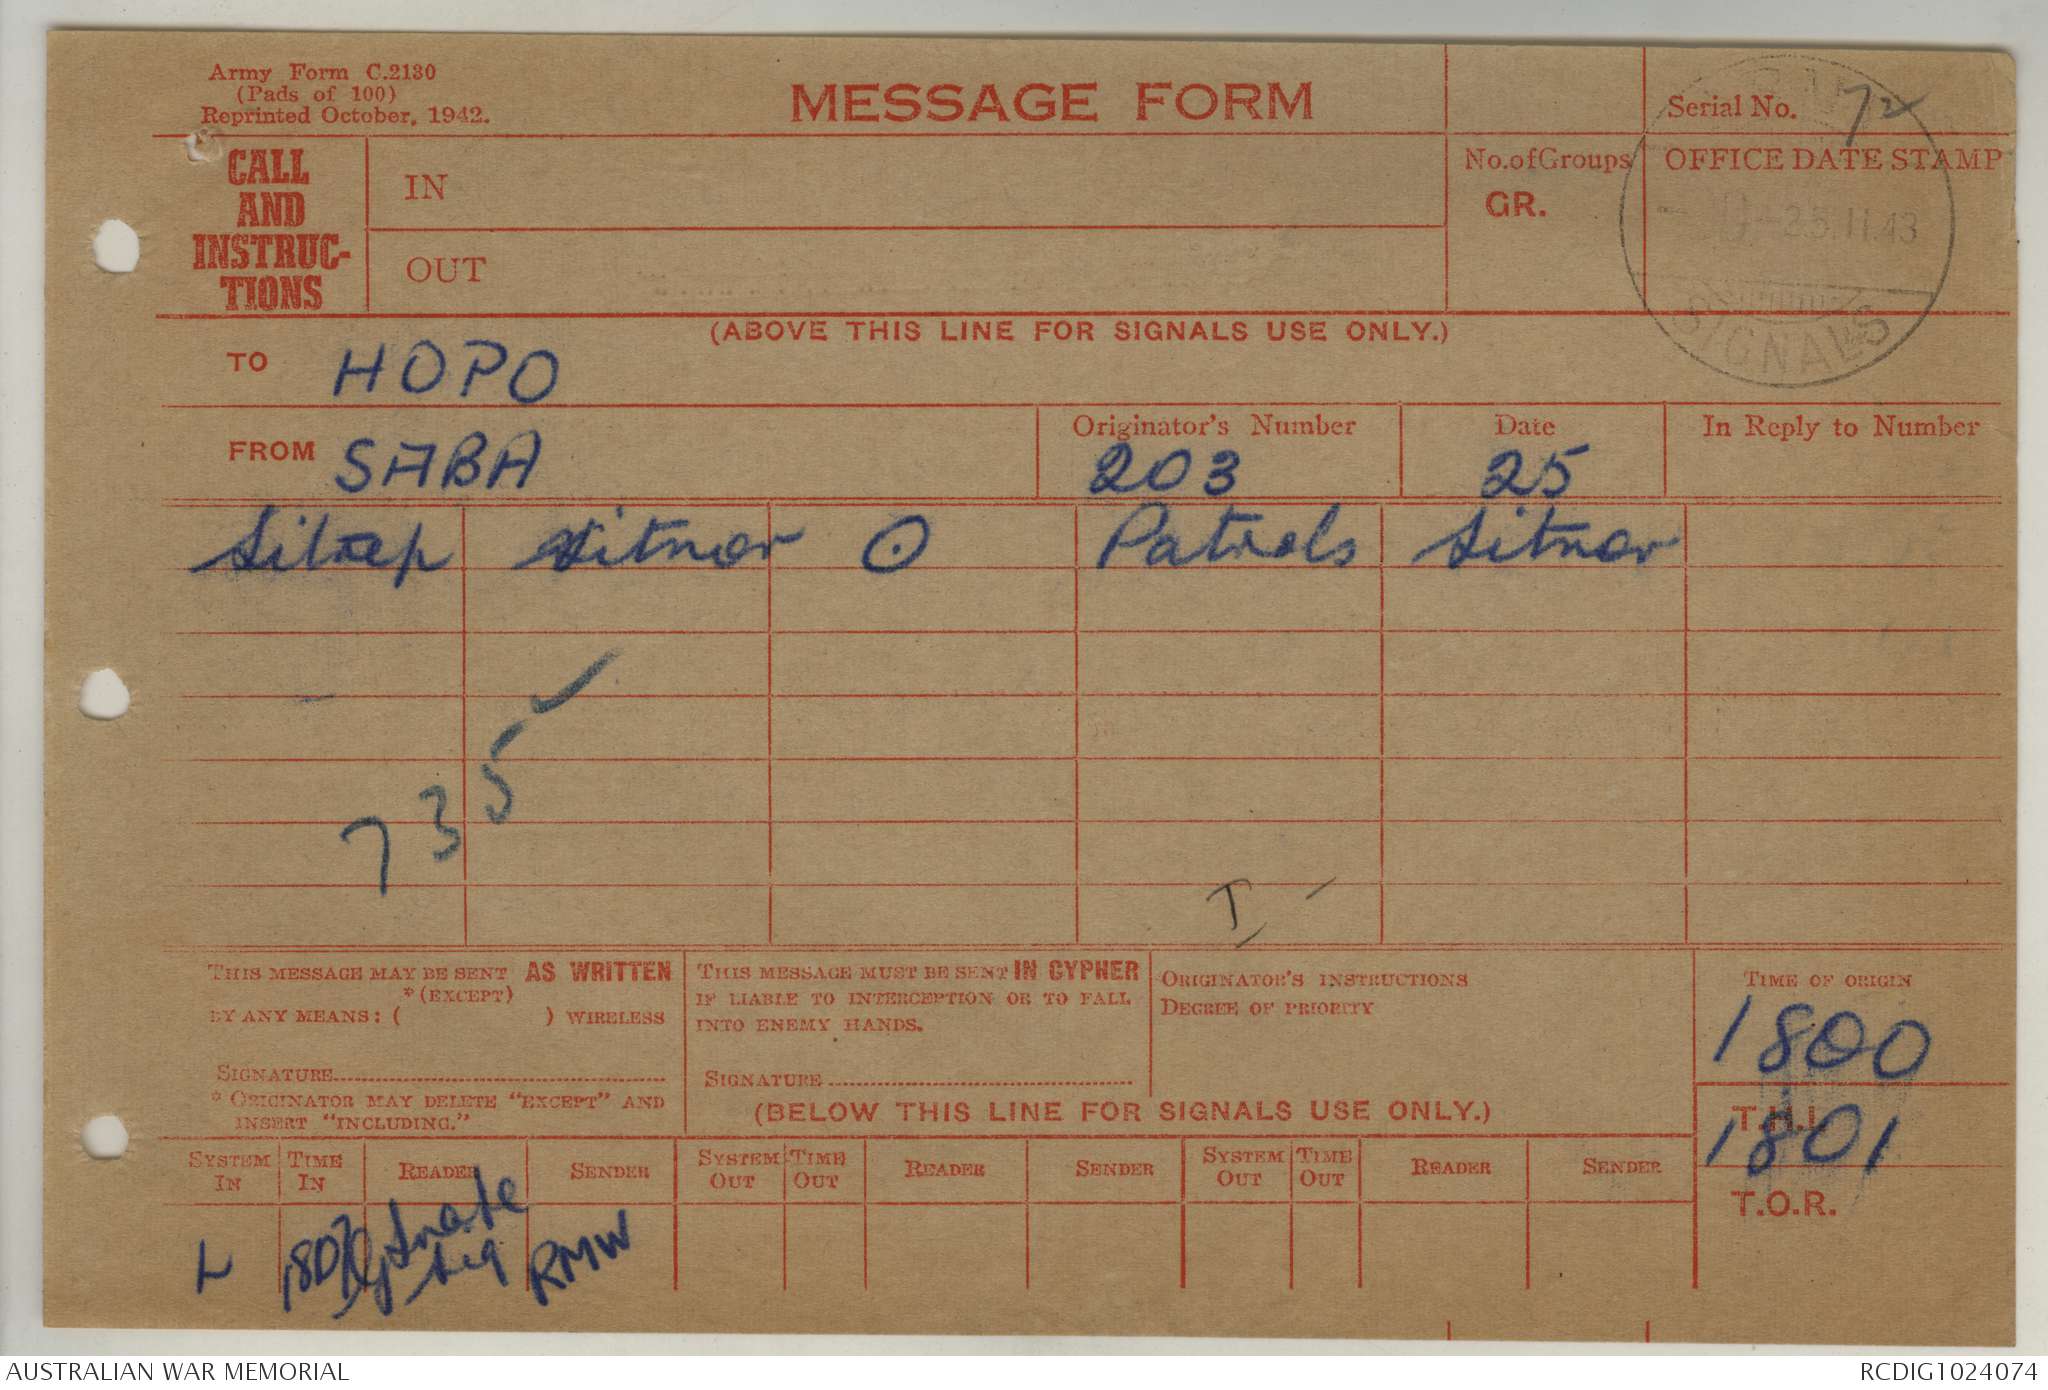 Army Form C.2130
(Pads of 100)
Reprinted October, 1942.
MESSAGE FORM
Serial No. 72
CALL
AND
INSTRUC-
TIONS
IN
OUT
No. of Groups
GR.
OFFICE DATE STAMP
25.11.43
SIGNALS
(ABOVE THIS LINE FOR SIGNALS USE ONLY.)
TO HOPO
FROM SABA
Originator's Number
203
Date
25
In Reply to Number
Sitrep Sitnor ⊙ Patrols Sitnor
735 ✓
I -
THIS MESSAGE MAY BE SENT AS WRITTEN
*(EXCEPT)
BY ANY MEANS: ( ) WIRELESS
SIGNATURE
* ORIGINATOR MAY DELETE "EXCEPT" AND
INSERT "INCLUDING."
THIS MESSAGE MUST BE SENT IN CYPHER
IF LIABLE TO INTERCEPTION OR TO FALL
INTO ENEMY HANDS.
SIGNATURE
ORIGINATOR'S INSTRUCTIONS
DEGREE OF PRIORITY
TIME OF ORIGIN
1800
(BELOW THIS LINE FOR SIGNALS USE ONLY.)
T.H.I.
1801
T.O.R.
SYSTEM IN TIME IN READER SENDER SYSTEM OUT TIME OUT READER SENDER SYSTEM OUT TIME OUT READER SENDER
L
Sig RMW
AUSTRALIAN WAR MEMORIAL
RCDIG1024074